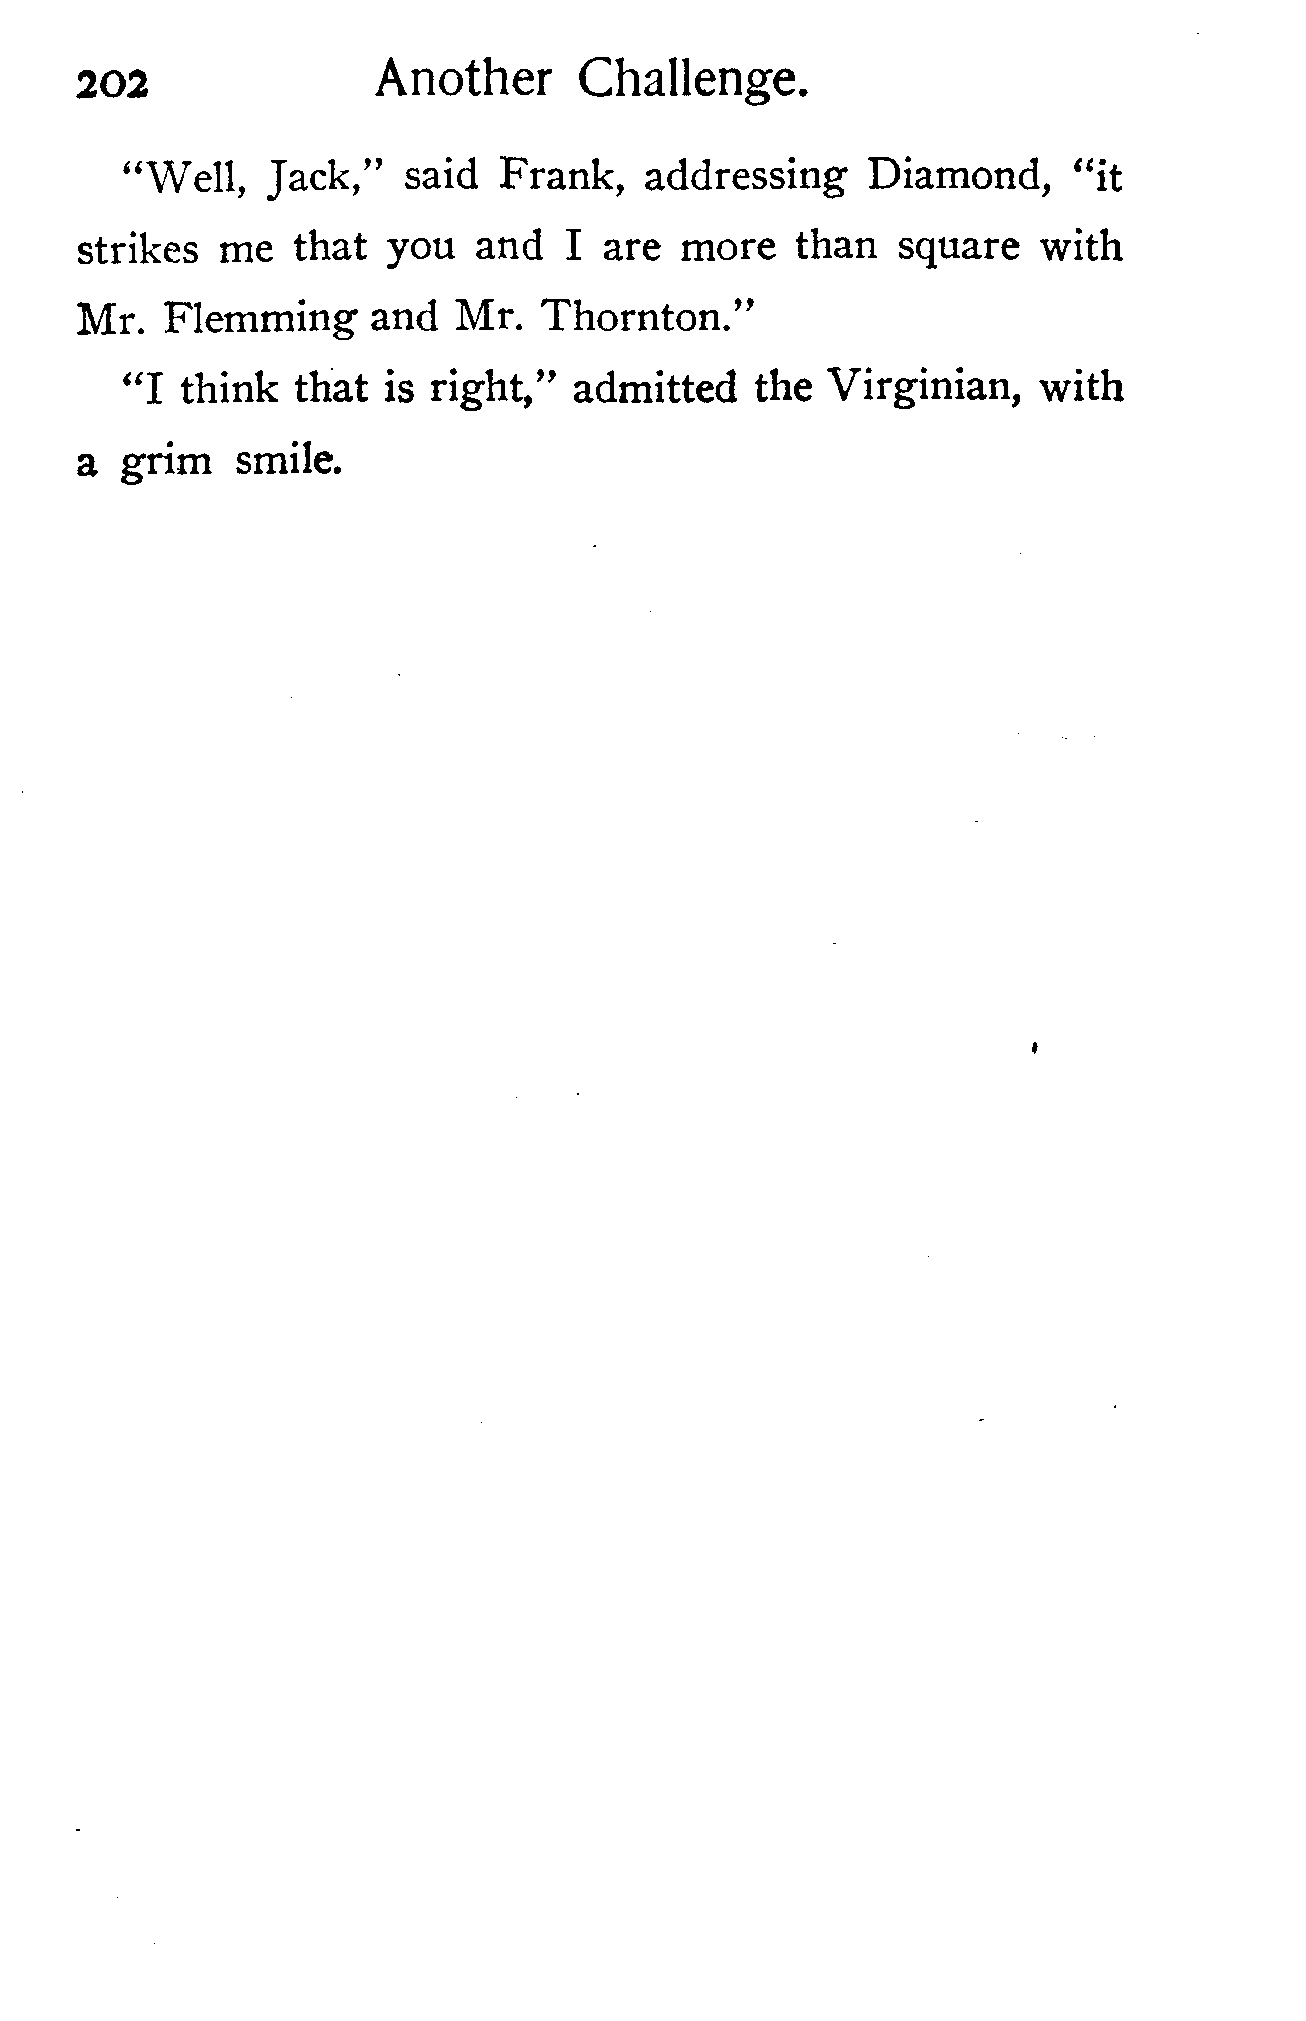 202 Another Challenge.
“Well, Jack,” said Frank, addressing Diamond, “it
strikes me that you and I are more than square with
Mr. Flemming and Mr. Thornton.”
“I think that is right,” admitted the Virginian, with
a grim smile.